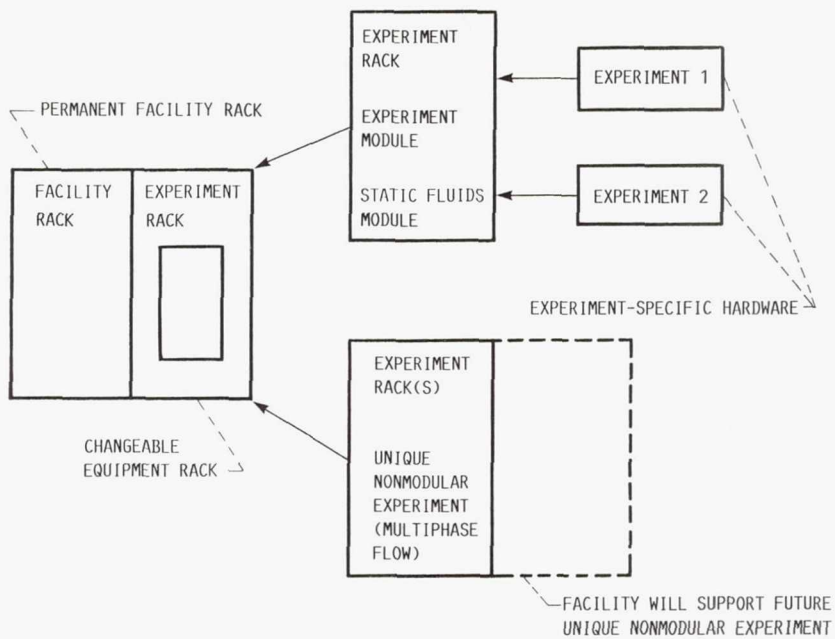 PERMANENT FACILITY RACK
FACILITY
RACK
EXPERIMENT
RACK
CHANGEABLE
EQUIPMENT RACK
EXPERIMENT
RACK
EXPERIMENT
MODULE
STATIC FLUIDS
MODULE
EXPERIMENT 1
EXPERIMENT 2
EXPERIMENT-SPECIFIC HARDWARE
EXPERIMENT
RACK(S)
UNIQUE
NONMODULAR
EXPERIMENT
(MULTIPHASE
FLOW)
FACILITY WILL SUPPORT FUTURE
UNIQUE NONMODULAR EXPERIMENT